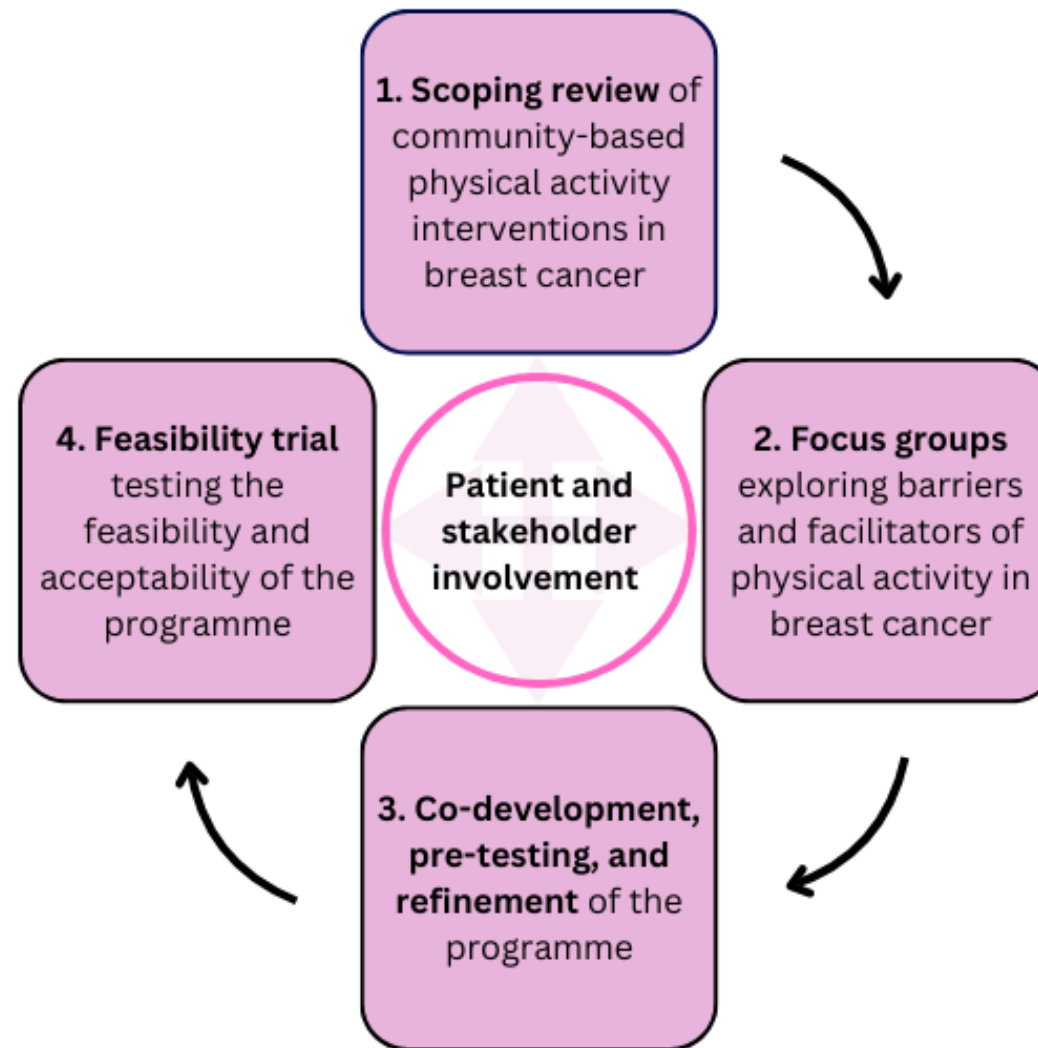 1. Scoping review of
community-based
physical activity
interventions in
breast cancer
2. Focus groups
exploring barriers
and facilitators of
physical activity in
breast cancer
3. Co-development,
pre-testing, and
refinement of the
programme
4. Feasibility trial
testing the
feasibility and
acceptability of the
programme
Patient and
stakeholder
involvement